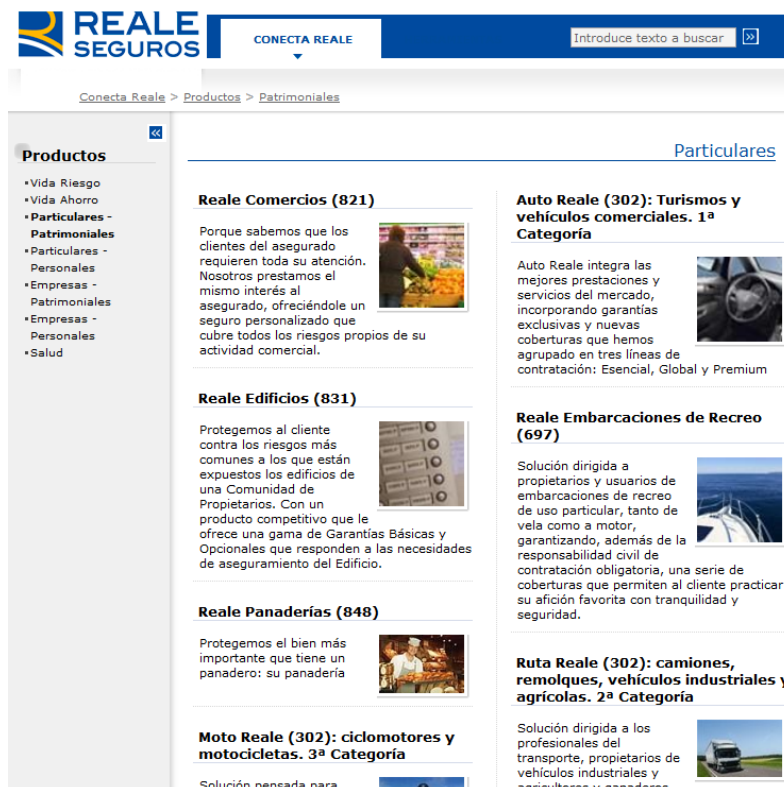 REALE
SEGUROS
CONECTA REALE
Introduce texto a buscar
Conecta Reale > Productos > Patrimoniales
Productos
Vida Riesgo
Vida Ahorro
Particulares -
Patrimoniales
Particulares -
Personales
Empresas -
Patrimoniales
Empresas -
Personales
Salud
Particulares
Reale Comercios (821)
Porque sabemos que los
clientes del asegurado
requieren toda su atención.
Nosotros prestamos el
mismo interés al
asegurado, ofreciéndole un
seguro personalizado que
cubre todos los riesgos propios de su
actividad comercial.
Reale Edificios (831)
Protegemos al cliente
contra los riesgos más
comunes a los que están
expuestos los edificios de
una Comunidad de
Propietarios. Con un
producto competitivo que le
ofrece una gama de Garantías Básicas y
Opcionales que responden a las necesidades
de aseguramiento del Edificio.
Reale Panaderías (848)
Protegemos el bien más
importante que tiene un
panadero: su panadería
Moto Reale (302): ciclomotores y
motocicletas. 3ª Categoría
Solución pensada para
Auto Reale (302): Turismos y
vehículos comerciales. 1ª
Categoría
Auto Reale integra las
mejores prestaciones y
servicios del mercado,
incorporando garantías
exclusivas y nuevas
coberturas que hemos
agrupado en tres líneas de
contratación: Esencial, Global y Premium
Reale Embarcaciones de Recreo
(697)
Solución dirigida a
propietarios y usuarios de
embarcaciones de recreo
de uso particular, tanto de
vela como a motor,
garantizando, además de la
responsabilidad civil de
contratación obligatoria, una serie de
coberturas que permiten al cliente practicar
su afición favorita con tranquilidad y
seguridad.
Ruta Reale (302): camiones,
remolques, vehículos industriales y
agrícolas. 2ª Categoría
Solución dirigida a los
profesionales del
transporte, propietarios de
vehículos industriales y
agricultores y ganaderos